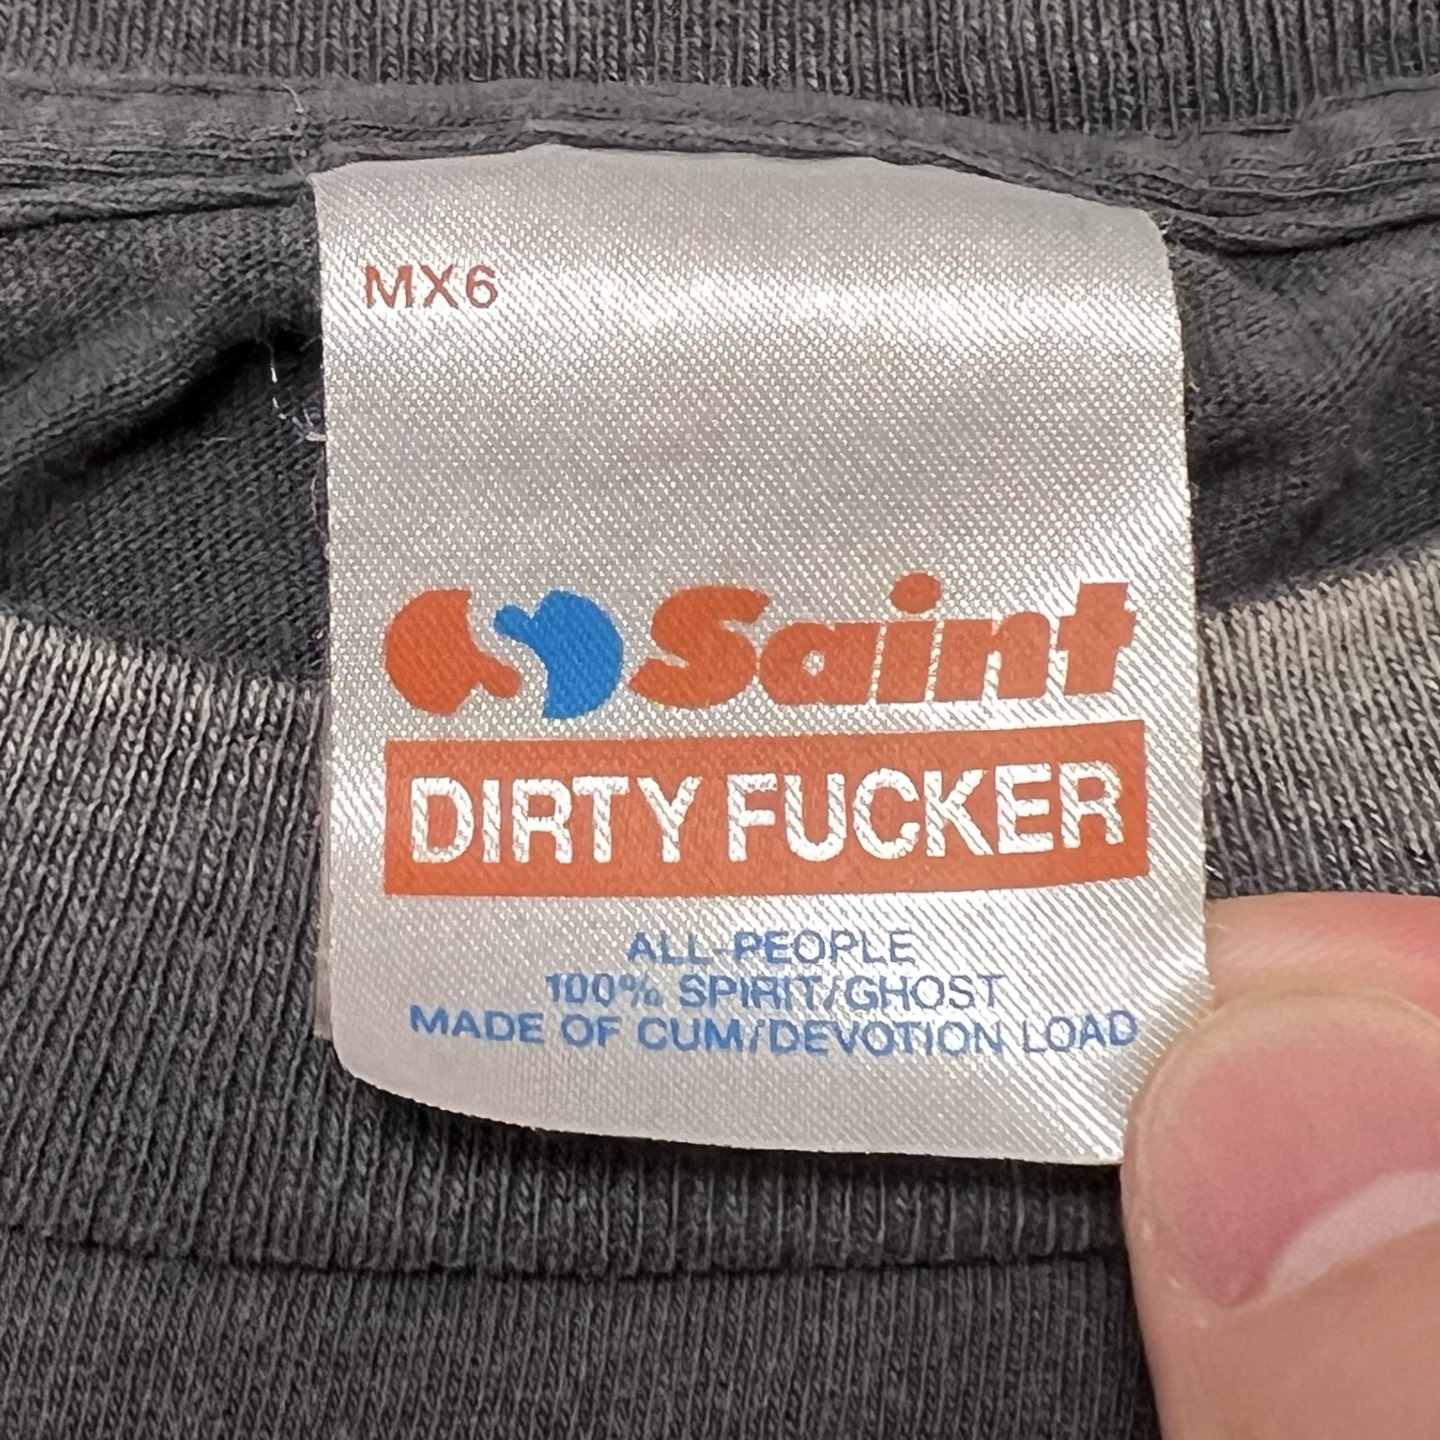 MX6
Saint
DIRTY FUCKER
ALL-PEOPLE
100% SPIRIT/GHOST
MADE OF CUM/DEVOTION LOAD